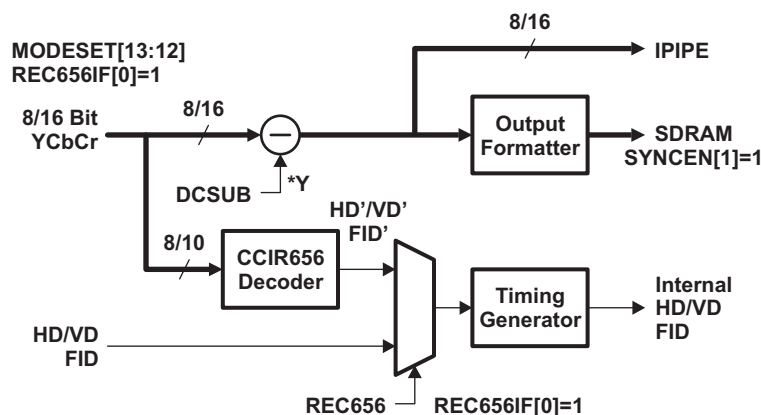 8/16
IPIPE
MODESET[13:12]
REC656IF[0]=1
8/16 Bit
YCbCr
8/16
Output
Formatter
SDRAM
SYNCEN[1]=1
DCSUB
*Y
HD’/VD’
FID’
8/10
CCIR656
Decoder
Timing
Generator
Internal
HD/VD
FID
HD/VD
FID
REC656
REC656IF[0]=1